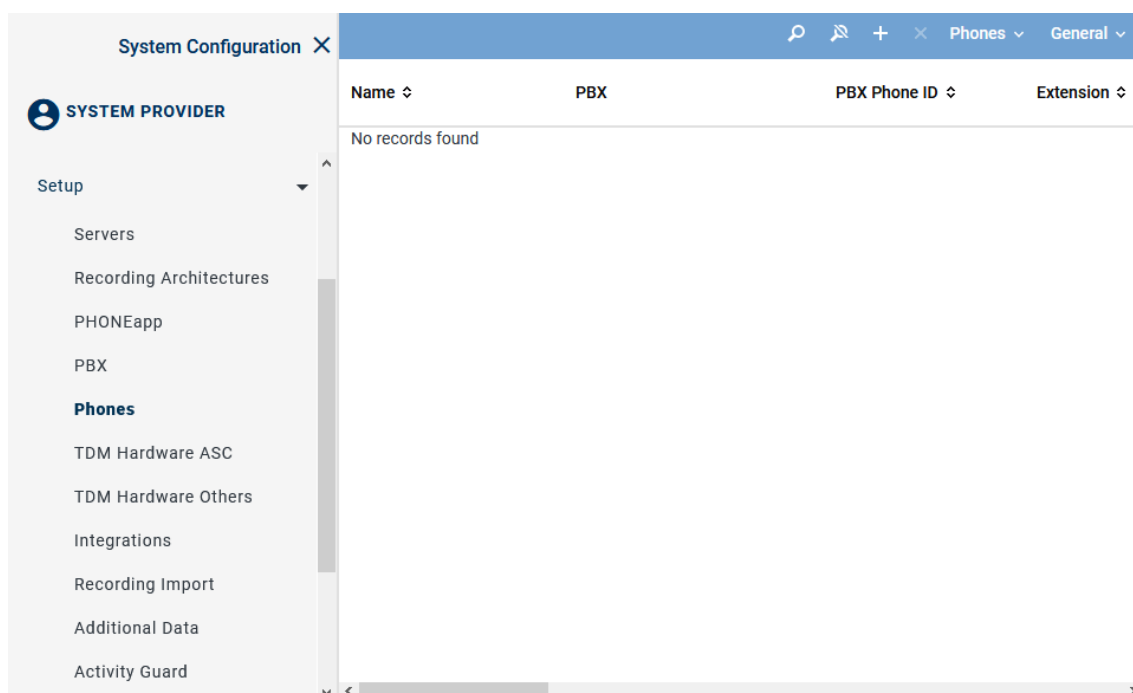 System Configuration
SYSTEM PROVIDER
Setup
Servers
Recording Architectures
PHONEapp
PBX
Phones
TDM Hardware ASC
TDM Hardware Others
Integrations
Recording Import
Additional Data
Activity Guard
Phones General
Name PBX PBX Phone ID Extension
No records found